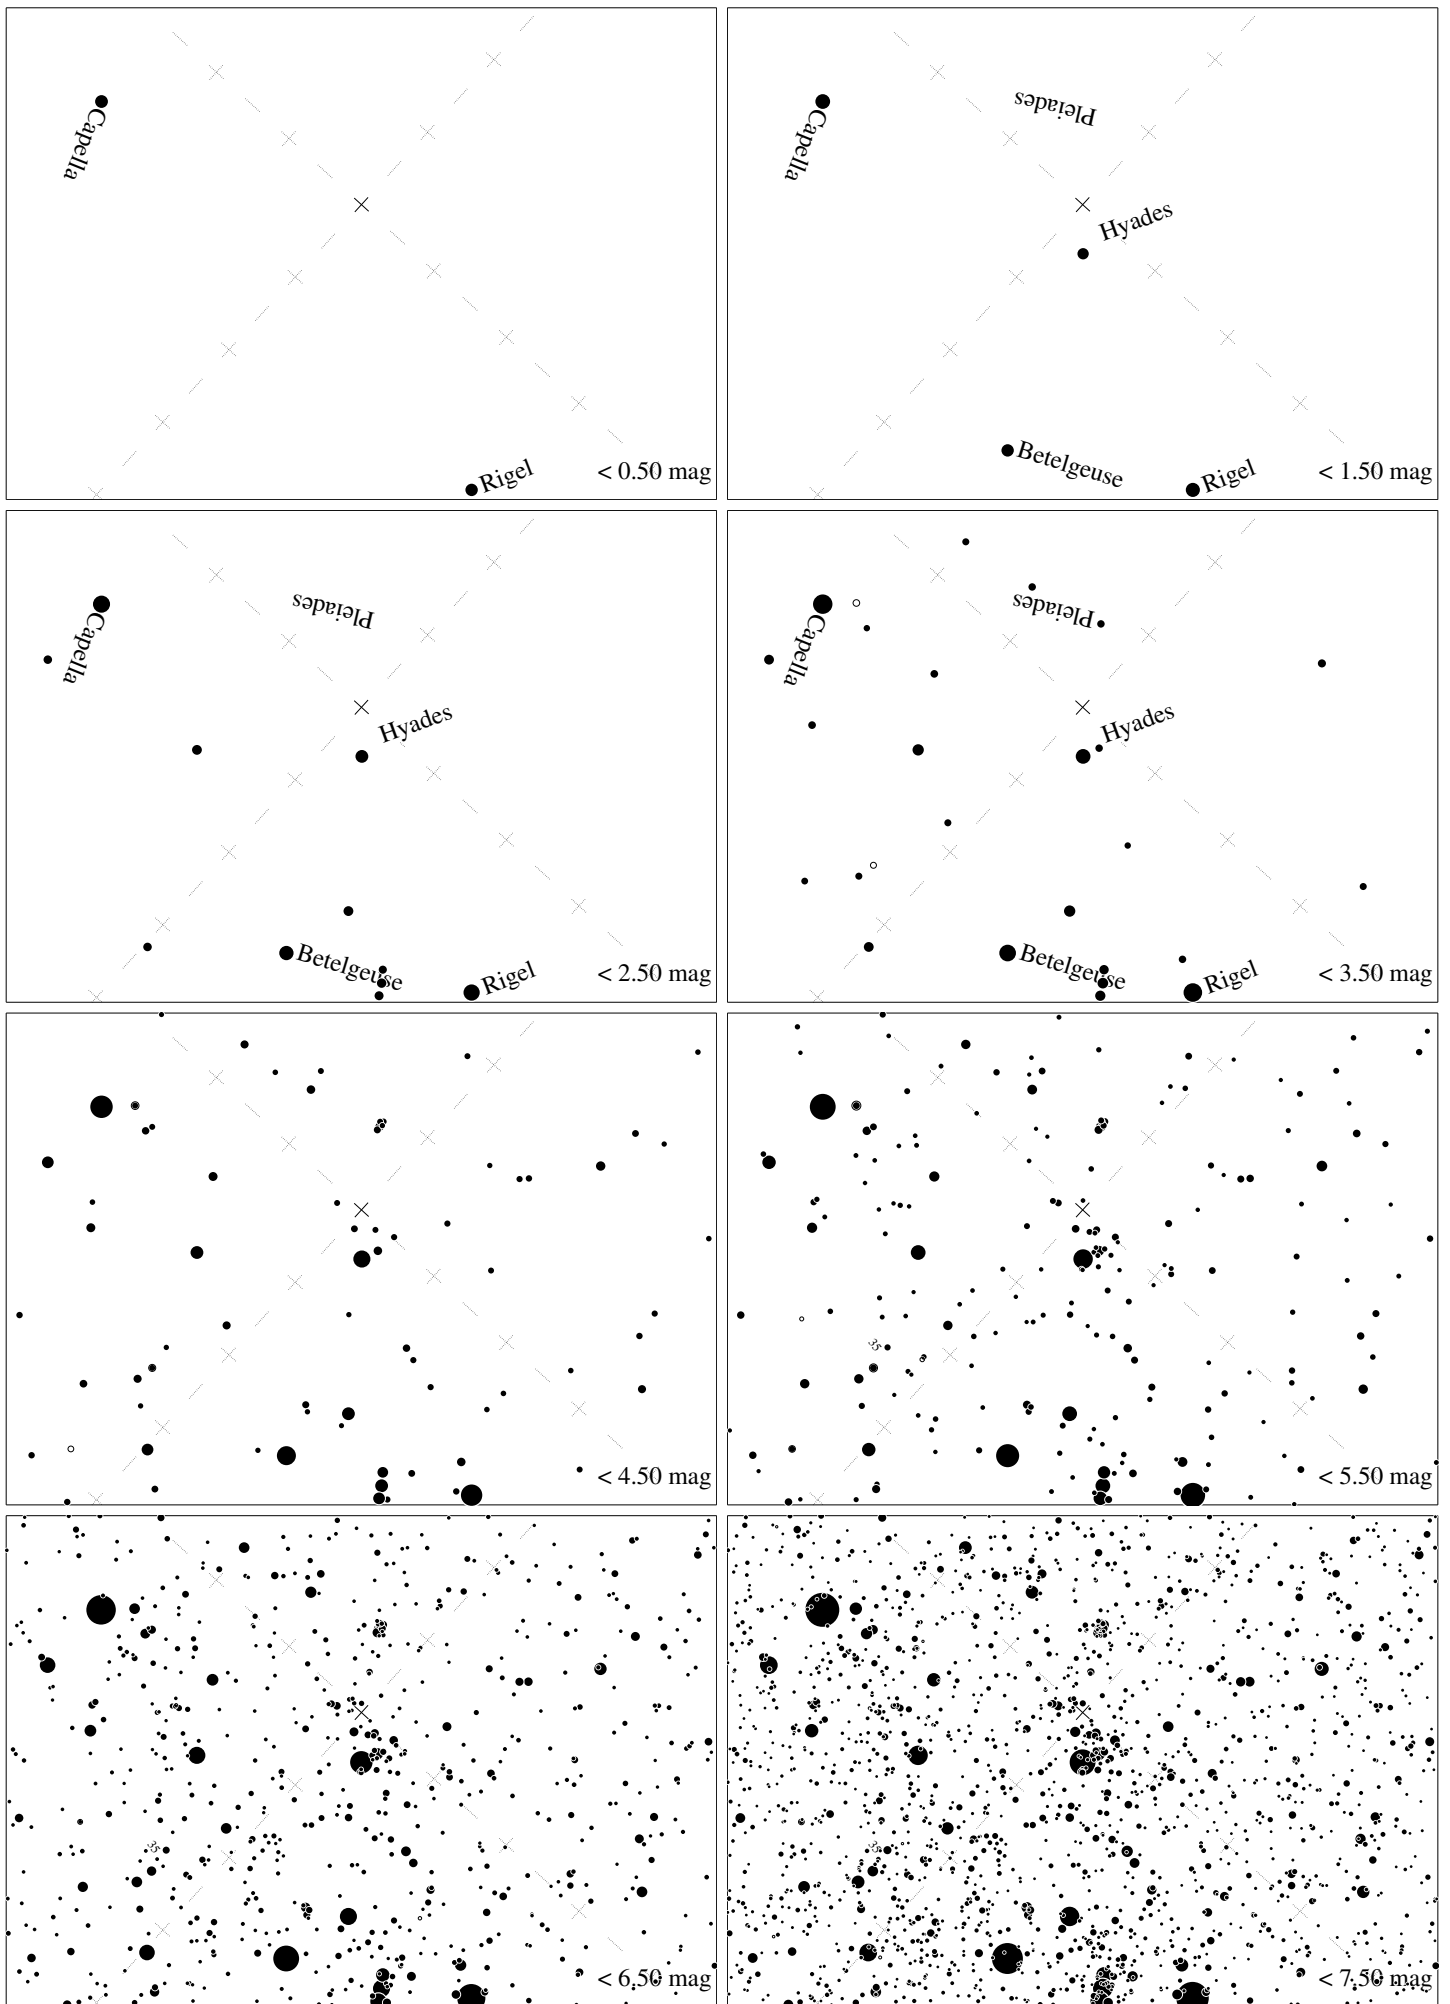 Capella
Rigel
< 0.50 mag
Pleiades
Capella
Hyades
Betelgeuse
Rigel
< 1.50 mag
Pleiades
Capella
Hyades
Betelgeuse
Rigel
< 2.50 mag
Pleiades
Capella
Hyades
Betelgeuse
Rigel
< 3.50 mag
< 4.50 mag
35
< 5.50 mag
35
< 6.50 mag
35
< 7.50 mag